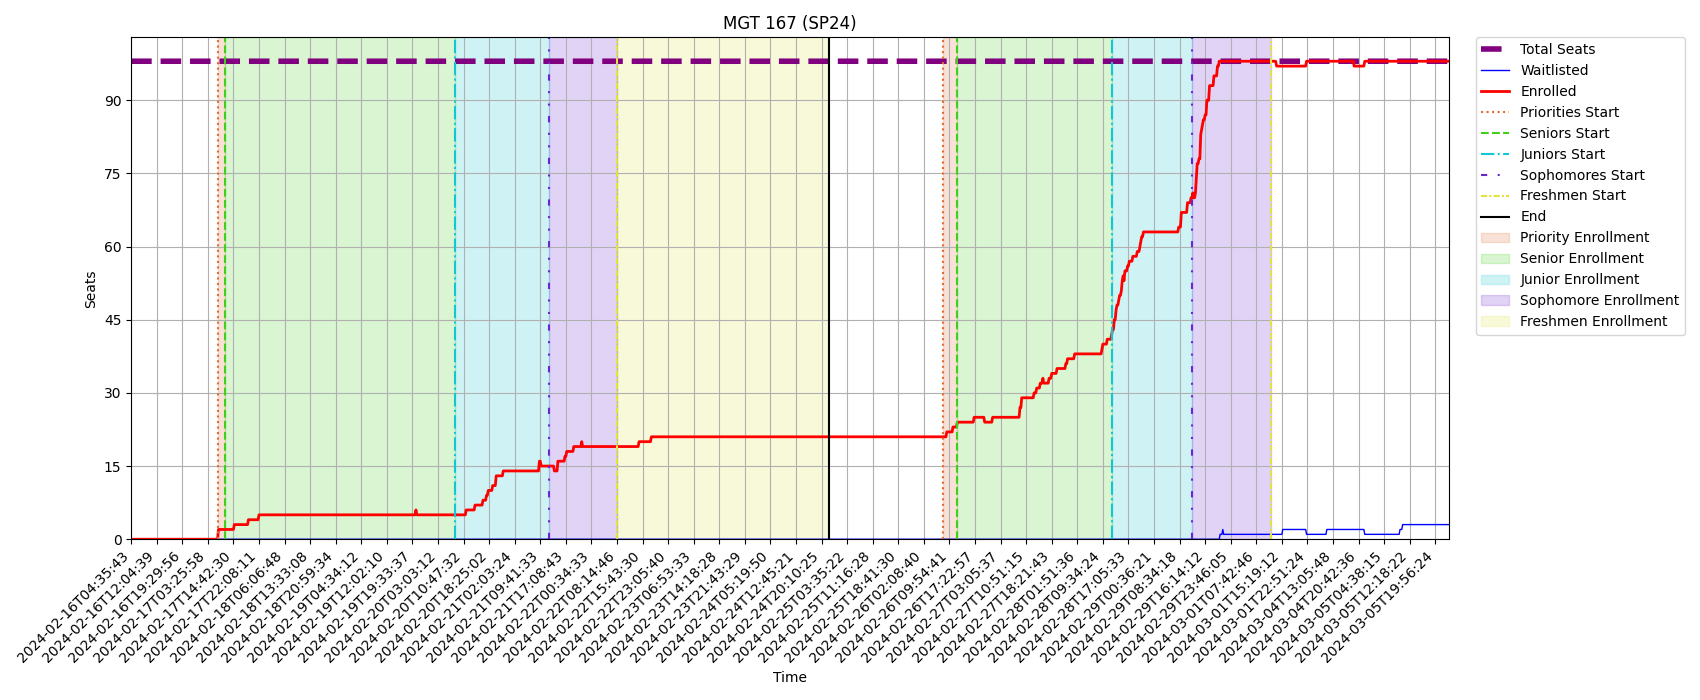 MGT 167 (SP24)
Seats
90
75
60
45
30
15
0
2024-02-16T04:35:43
2024-02-16T12:04:39
2024-02-16T19:29:56
2024-02-17T03:25:58
2024-02-17T14:42:30
2024-02-17T22:08:11
2024-02-18T06:06:48
2024-02-18T13:33:08
2024-02-18T20:59:34
2024-02-19T04:34:12
2024-02-19T12:02:10
2024-02-19T19:33:37
2024-02-20T03:03:12
2024-02-20T10:47:32
2024-02-20T18:25:02
2024-02-21T02:03:24
2024-02-21T09:41:33
2024-02-21T17:08:43
2024-02-22T00:34:33
2024-02-22T08:14:46
2024-02-22T15:43:30
2024-02-22T23:05:40
2024-02-23T06:53:33
2024-02-23T14:18:28
2024-02-23T21:43:29
2024-02-24T05:19:50
2024-02-24T12:45:21
2024-02-24T20:10:25
2024-02-25T03:35:22
2024-02-25T11:16:28
2024-02-25T18:41:30
2024-02-26T02:08:40
2024-02-26T09:54:41
2024-02-26T17:22:57
2024-02-27T03:05:37
2024-02-27T10:51:15
2024-02-27T18:21:43
2024-02-28T01:51:36
2024-02-28T09:34:24
2024-02-28T17:05:33
2024-02-29T00:36:21
2024-02-29T08:34:18
2024-02-29T16:14:12
2024-02-29T23:46:05
2024-03-01T07:42:46
2024-03-01T15:19:12
2024-03-01T22:51:24
2024-03-04T13:05:48
2024-03-04T20:42:36
2024-03-05T04:38:15
2024-03-05T12:18:22
2024-03-05T19:56:24
Time
Total Seats
Waitlisted
Enrolled
Priorities Start
Seniors Start
Juniors Start
Sophomores Start
Freshmen Start
End
Priority Enrollment
Senior Enrollment
Junior Enrollment
Sophomore Enrollment
Freshmen Enrollment